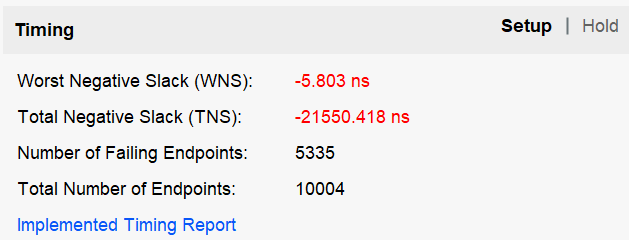 Timing Setup | Hold
Worst Negative Slack (WNS): -5.803 ns
Total Negative Slack (TNS): -21550.418 ns
Number of Failing Endpoints: 5335
Total Number of Endpoints: 10004
Implemented Timing Report